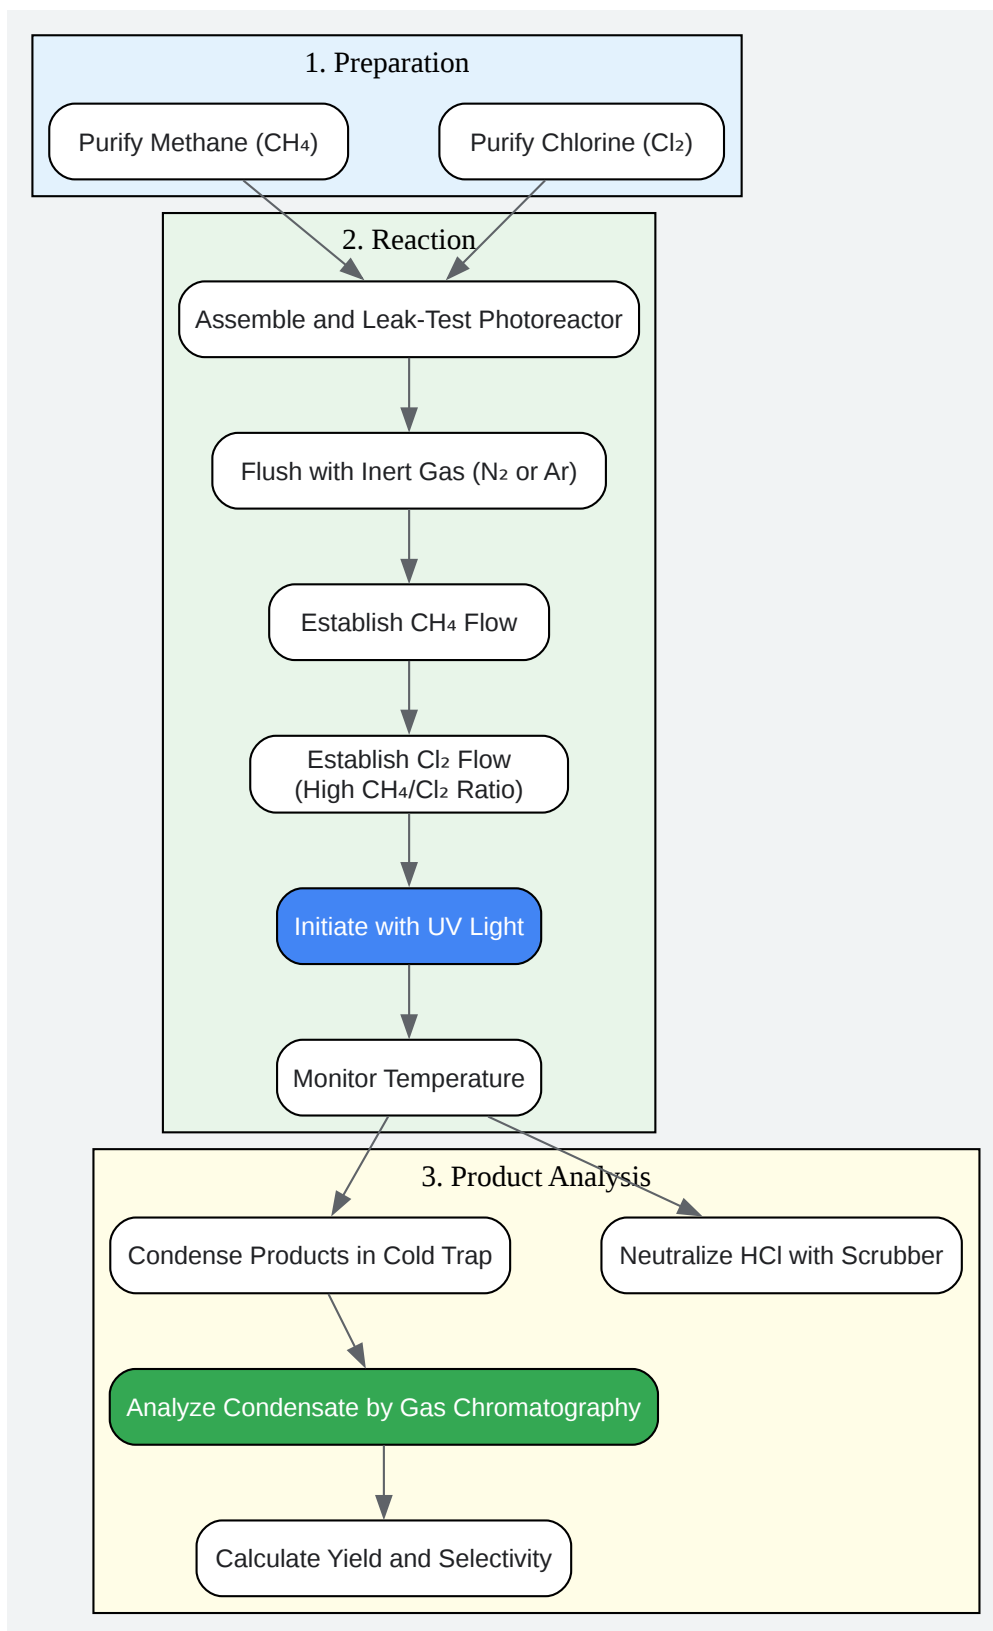 1. Preparation
Purify Methane (CH₄)
Purify Chlorine (Cl₂)
2. Reaction
Assemble and Leak-Test Photoreactor
Flush with Inert Gas (N₂ or Ar)
Establish CH₄ Flow
Establish Cl₂ Flow
(High CH₄/Cl₂ Ratio)
Initiate with UV Light
Monitor Temperature
3. Product Analysis
Condense Products in Cold Trap
Neutralize HCl with Scrubber
Analyze Condensate by Gas Chromatography
Calculate Yield and Selectivity